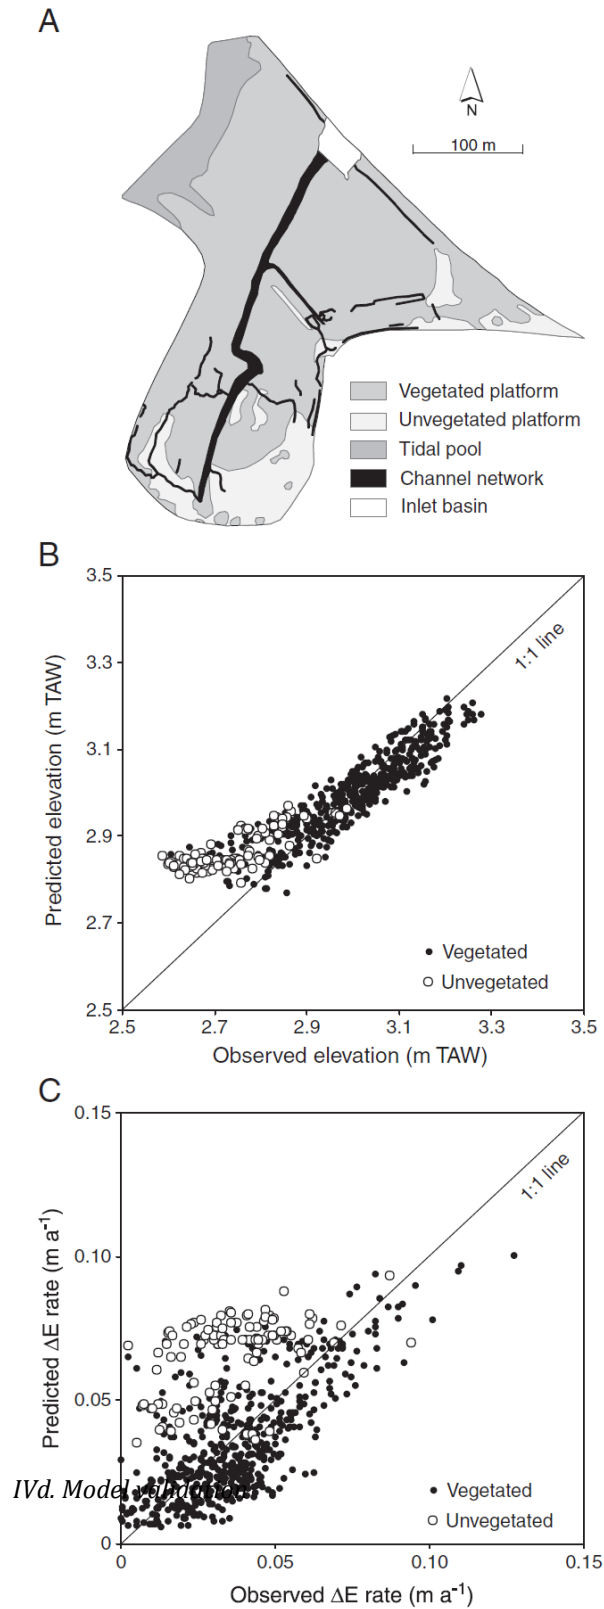 A
N
100 m
Vegetated platform
Unvegetated platform
Tidal pool
Channel network
Inlet basin
B
3.5
3.3
3.1
2.9
2.7
2.5
Predicted elevation (m TAW)
1:1 line
Vegetated
Unvegetated
2.5 2.7 2.9 3.1 3.3 3.5
Observed elevation (m TAW)
C
0.15
0.10
0.05
0
Predicted ΔE rate (m a⁻¹)
1:1 line
IVd. Model validation
Vegetated
Unvegetated
0 0.05 0.10 0.15
Observed ΔE rate (m a⁻¹)